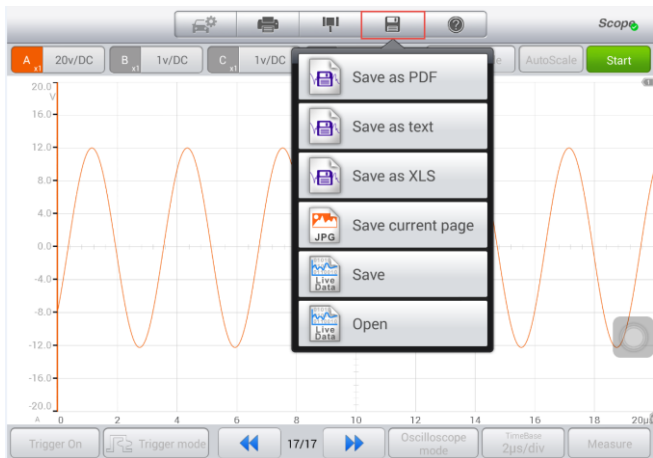 Scope
A x1 20v/DC B x1 1v/DC C x1 1v/DC AutoScale Start
Save as PDF
Save as text
Save as XLS
JPG Save current page
Live Data Save
Live Data Open
20.0
V
16.0
12.0
8.0
4.0
0.0
-4.0
-8.0
-12.0
-16.0
-20.0
A 0 2 4 6 8 10 12 14 16 18 20μs
Trigger On Trigger mode 17/17 Oscilloscope mode TimeBase 2μs/div Measure